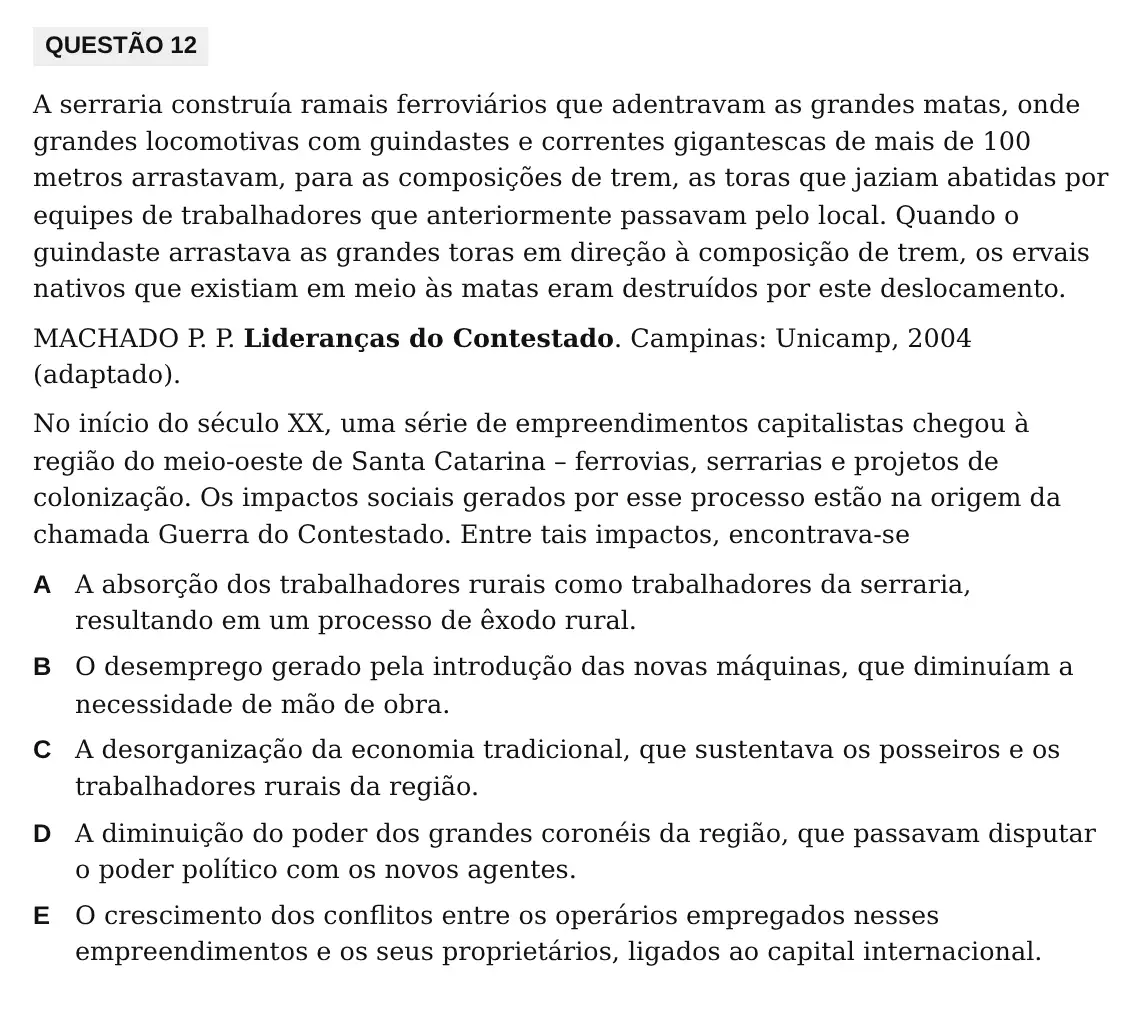 QUESTÃO 12
A serraria construía ramais ferroviários que adentravam as grandes matas, onde
grandes locomotivas com guindastes e correntes gigantescas de mais de 100
metros arrastavam, para as composições de trem, as toras que jaziam abatidas por
equipes de trabalhadores que anteriormente passavam pelo local. Quando o
guindaste arrastava as grandes toras em direção à composição de trem, os ervais
nativos que existiam em meio às matas eram destruídos por este deslocamento.
MACHADO P. P. Lideranças do Contestado. Campinas: Unicamp, 2004
(adaptado).
No início do século XX, uma série de empreendimentos capitalistas chegou à
região do meio-oeste de Santa Catarina – ferrovias, serrarias e projetos de
colonização. Os impactos sociais gerados por esse processo estão na origem da
chamada Guerra do Contestado. Entre tais impactos, encontrava-se
A A absorção dos trabalhadores rurais como trabalhadores da serraria,
resultando em um processo de êxodo rural.
B O desemprego gerado pela introdução das novas máquinas, que diminuíam a
necessidade de mão de obra.
C A desorganização da economia tradicional, que sustentava os posseiros e os
trabalhadores rurais da região.
D A diminuição do poder dos grandes coronéis da região, que passavam disputar
o poder político com os novos agentes.
E O crescimento dos conflitos entre os operários empregados nesses
empreendimentos e os seus proprietários, ligados ao capital internacional.